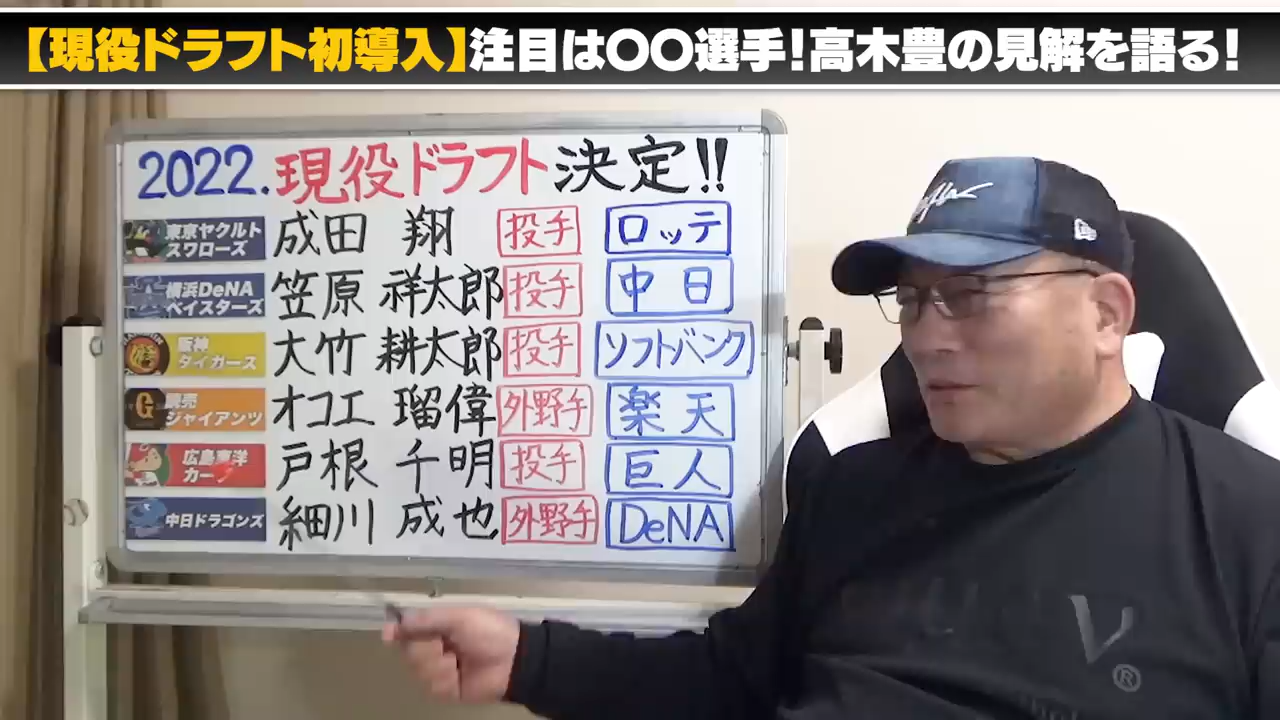 【現役ドラフト初導入】注目は〇〇選手！高木豊の見解を語る！
2022.現役ドラフト決定!!
東京ヤクルトスワローズ 成田 翔 投手 ロッテ
横浜DeNAベイスターズ 笠原 祥太郎 投手 中日
阪神タイガース 大竹 耕太郎 投手 ソフトバンク
読売ジャイアンツ オコエ 瑠偉 外野手 楽天
広島東洋カープ 戸根 千明 投手 巨人
中日ドラゴンズ 細川 成也 外野手 DeNA
V
®